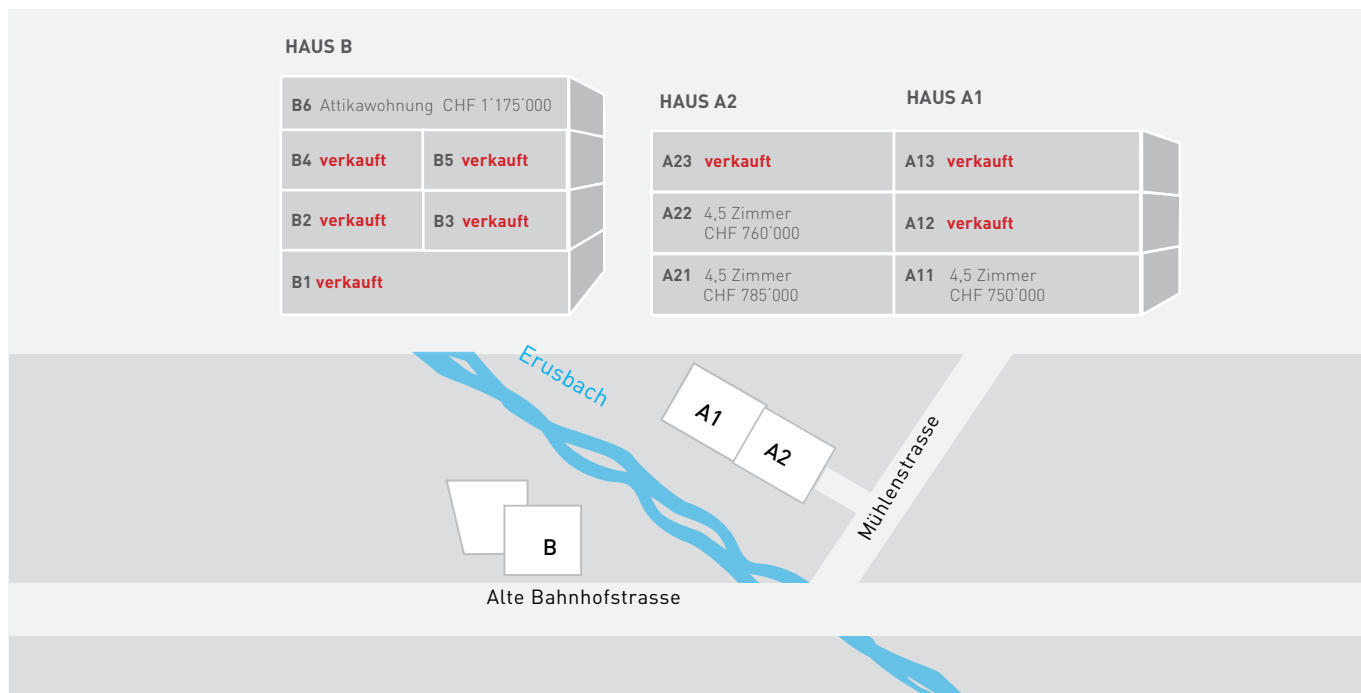 HAUS B
B6 Attikawohnung CHF 1'175'000
B4 verkauft
B5 verkauft
B2 verkauft
B3 verkauft
B1 verkauft
HAUS A2
HAUS A1
A23 verkauft
A13 verkauft
A22 4,5 Zimmer
CHF 760'000
A12 verkauft
A21 4,5 Zimmer
CHF 785'000
A11 4,5 Zimmer
CHF 750'000
Erusbach
A1
A2
Mühlenstrasse
B
Alte Bahnhofstrasse